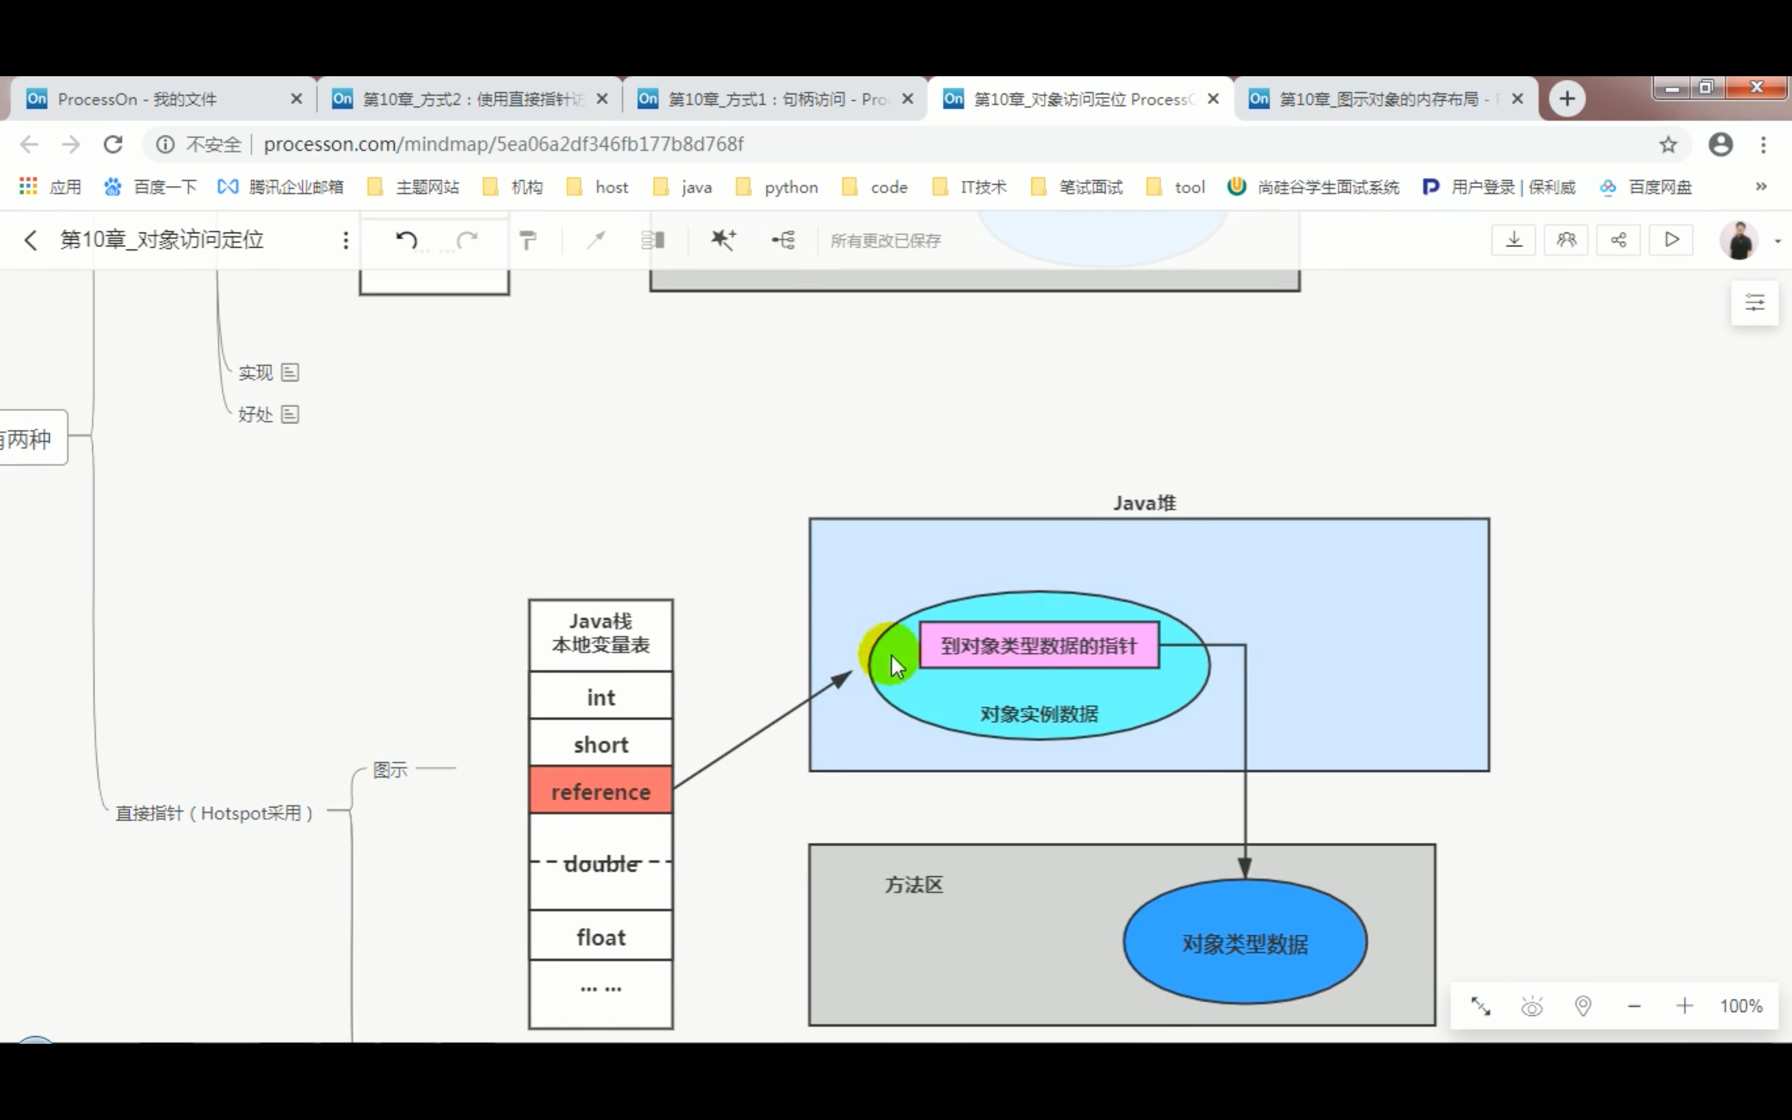 ProcessOn - 我的文件
第10章_方式2：使用直接指针访
第10章_方式1：句柄访问 - Pro
第10章_对象访问定位 ProcessO
第10章_图示对象的内存布局 -
不安全
processon.com/mindmap/5ea06a2df346fb177b8d768f
应用
百度一下
腾讯企业邮箱
主题网站
机构
host
java
python
code
IT技术
笔试面试
tool
尚硅谷学生面试系统
用户登录 | 保利威
百度网盘
第10章_对象访问定位
所有更改已保存
实现
好处
有两种
Java堆
Java栈
本地变量表
到对象类型数据的指针
int
对象实例数据
short
图示
reference
直接指针（Hotspot采用）
double
方法区
float
对象类型数据
... ...
100%